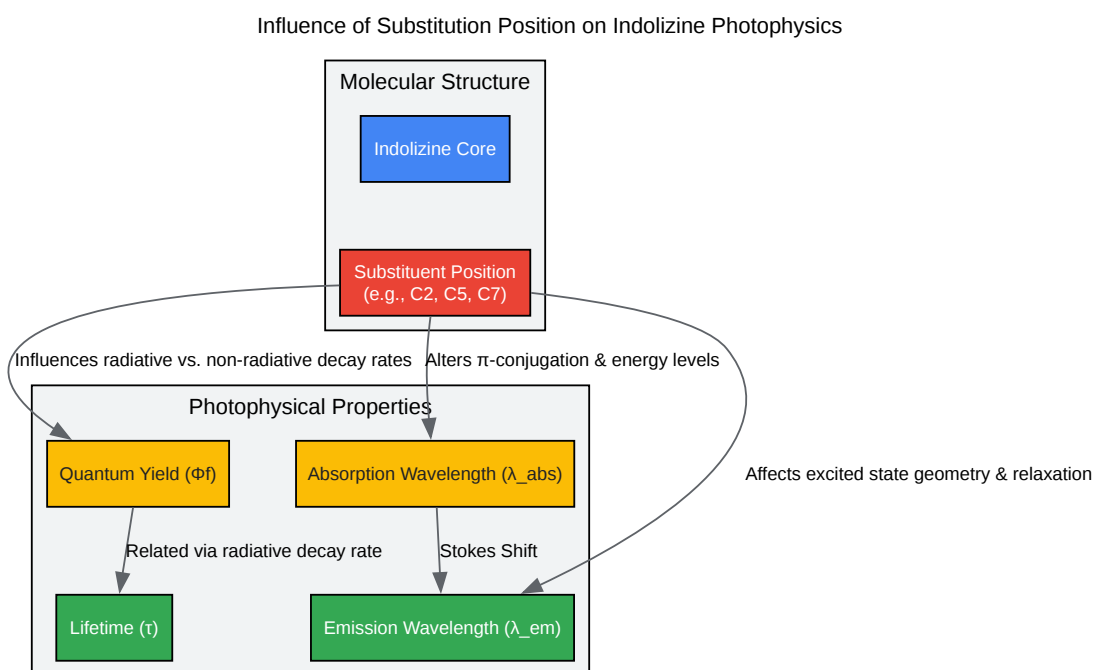 Influence of Substitution Position on Indolizine Photophysics
Molecular Structure
Indolizine Core
Substituent Position
(e.g., C2, C5, C7)
Influences radiative vs. non-radiative decay rates
Alters π-conjugation & energy levels
Photophysical Properties
Quantum Yield (Φf)
Absorption Wavelength (λ_abs)
Affects excited state geometry & relaxation
Related via radiative decay rate
Stokes Shift
Lifetime (τ)
Emission Wavelength (λ_em)